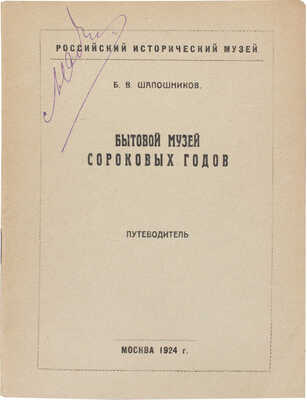 РОССИЙСКИЙ ИСТОРИЧЕСКИЙ МУЗЕЙ
Б. В. ШАПОШНИКОВ.
БЫТОВОЙ МУЗЕЙ
СОРОКОВЫХ ГОДОВ
ПУТЕВОДИТЕЛЬ
МОСКВА 1924 г.